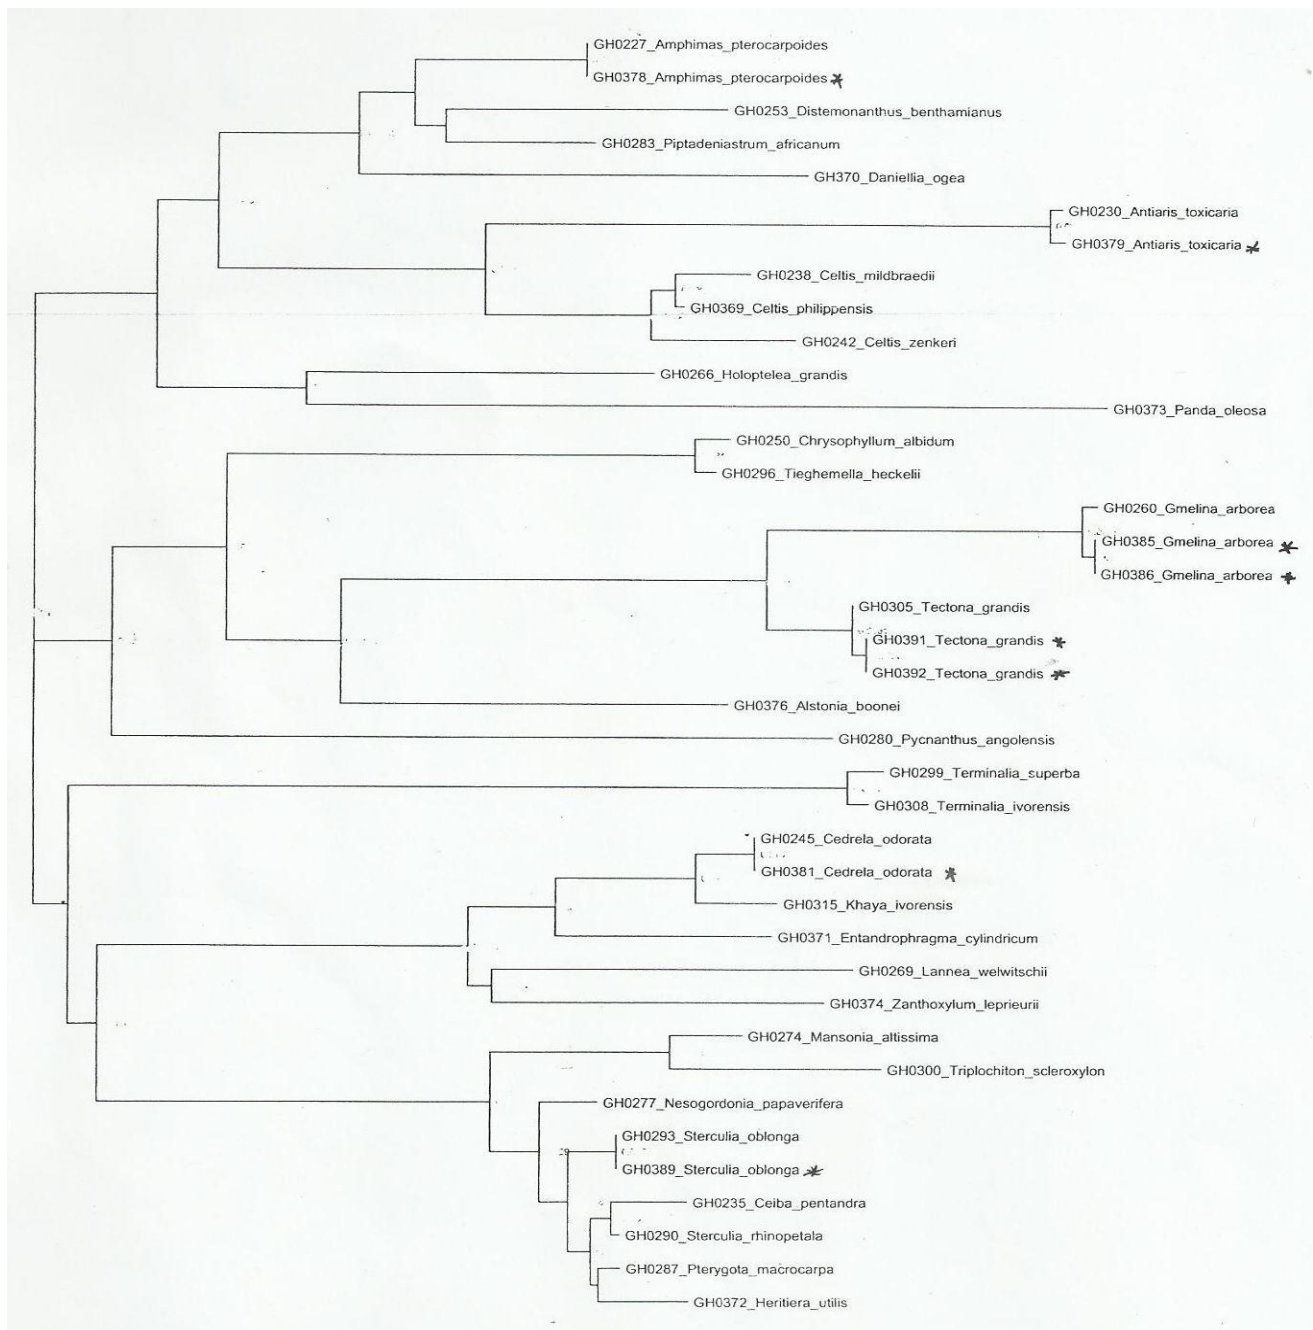 GH0227_Amphimas_pterocarpoides
GH0378_Amphimas_pterocarpoides*
GH0253_Distemonanthus_benthamianus
GH0283_Piptadeniastrum_africanum
GH370_Daniellia_ogea
GH0230_Antiaris_toxicaria
GH0379_Antiaris_toxicaria*
GH0238_Celtis_mildbraedii
GH0369_Celtis_philippensis
GH0242_Celtis_zenkeri
GH0266_Holoptelea_grandis
GH0373_Panda_oleosa
GH0250_Chrysophyllum_albidum
GH0296_Tieghemella_heckelii
GH0260_Gmelina_arborea
GH0385_Gmelina_arborea*
GH0386_Gmelina_arborea*
GH0305_Tectona_grandis
GH0391_Tectona_grandis*
GH0392_Tectona_grandis*
GH0376_Alstonia_boonei
GH0280_Pycnanthus_angolensis
GH0299_Terminalia_superba
GH0308_Terminalia_ivorensis
GH0245_Cedrela_odorata
GH0381_Cedrela_odorata *
GH0315_Khaya_ivorensis
GH0371_Entandrophragma_cylindricum
GH0269_Lannea_welwitschii
GH0374_Zanthoxylum_leprieurii
GH0274_Mansonia_altissima
GH0300_Triplochiton_scleroxylon
GH0277_Nesogordonia_papaverifera
GH0293_Sterculia_oblonga
GH0389_Sterculia_oblonga*
GH0235_Ceiba_pentandra
GH0290_Sterculia_rhinopetala
GH0287_Pterygota_macrocarpa
GH0372_Heritiera_utilis